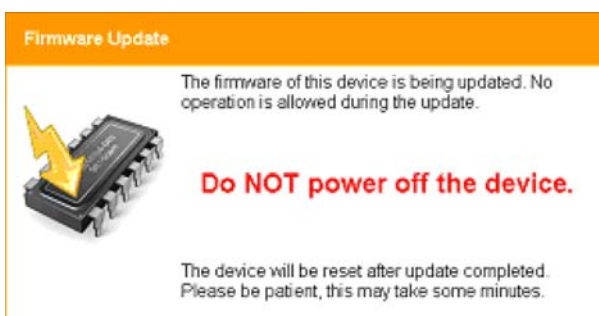 Firmware Update
The firmware of this device is being updated. No
operation is allowed during the update.
Do NOT power off the device.
The device will be reset after update completed.
Please be patient, this may take some minutes.